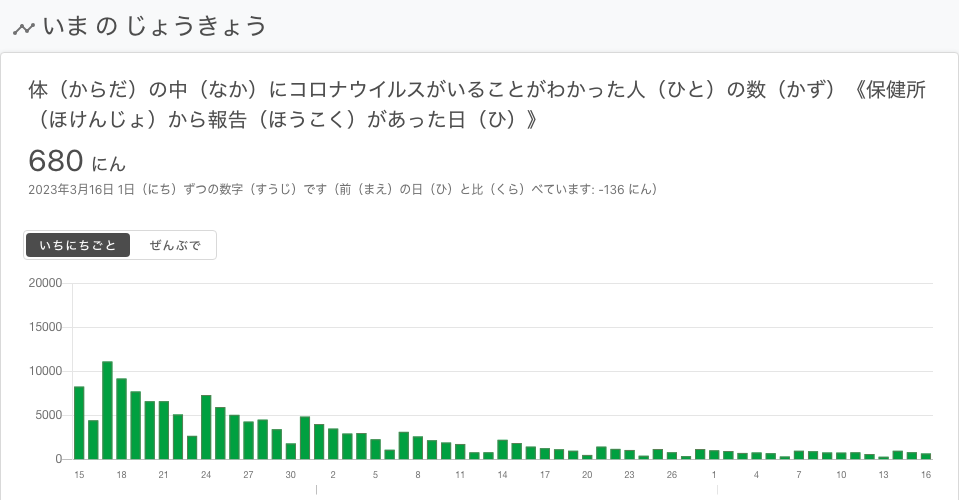 いま の じょうきょう
体（からだ）の中（なか）にコロナウイルスがいることがわかった人（ひと）の数（かず）《保健所
（ほけんじょ）から報告（ほうこく）があった日（ひ）》
680 にん
2023年3月16日 1日（にち）ずつの数字（すうじ）です（前（まえ）の日（ひ）と比（くら）べています: -136 にん）
いちにちごと ぜんぶで
20000
15000
10000
5000
0
15 18 21 24 27 30 2 5 8 11 14 17 20 23 26 1 4 7 10 13 16